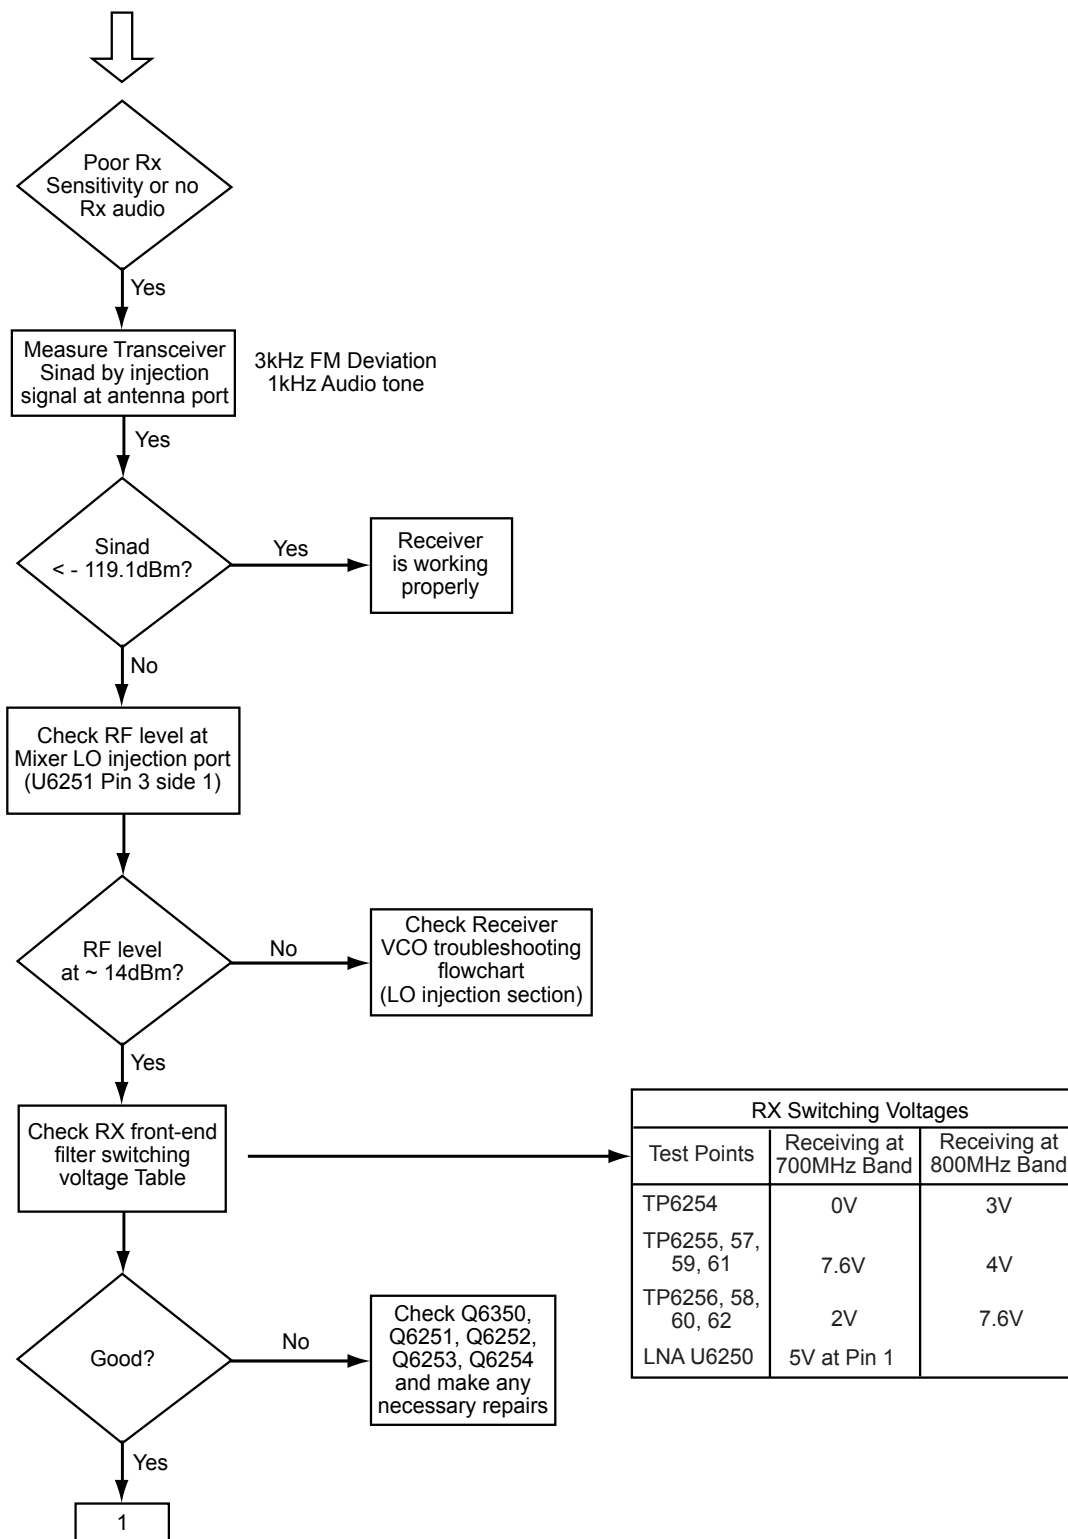 Poor Rx
Sensitivity or no
Rx audio
Yes
Measure Transceiver
Sinad by injection
signal at antenna port
3kHz FM Deviation
1kHz Audio tone
Yes
Sinad
< - 119.1dBm?
Yes
Receiver
is working
properly
No
Check RF level at
Mixer LO injection port
(U6251 Pin 3 side 1)
RF level
at ~ 14dBm?
No
Check Receiver
VCO troubleshooting
flowchart
(LO injection section)
Yes
Check RX front-end
filter switching
voltage Table
RX Switching Voltages
Test Points
Receiving at
700MHz Band
Receiving at
800MHz Band
TP6254
0V
3V
TP6255, 57,
59, 61
7.6V
4V
TP6256, 58,
60, 62
2V
7.6V
LNA U6250
5V at Pin 1
Good?
No
Check Q6350,
Q6251, Q6252,
Q6253, Q6254
and make any
necessary repairs
Yes
1